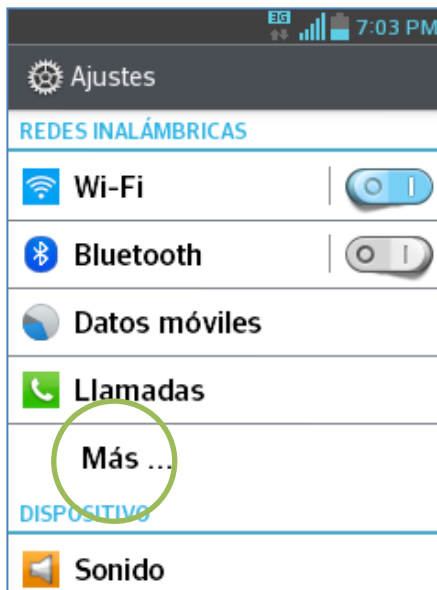 3G 7:03 PM
Ajustes
REDES INALÁMBRICAS
Wi-Fi
Bluetooth
Datos móviles
Llamadas
Más ...
DISPOSITIVO
Sonido